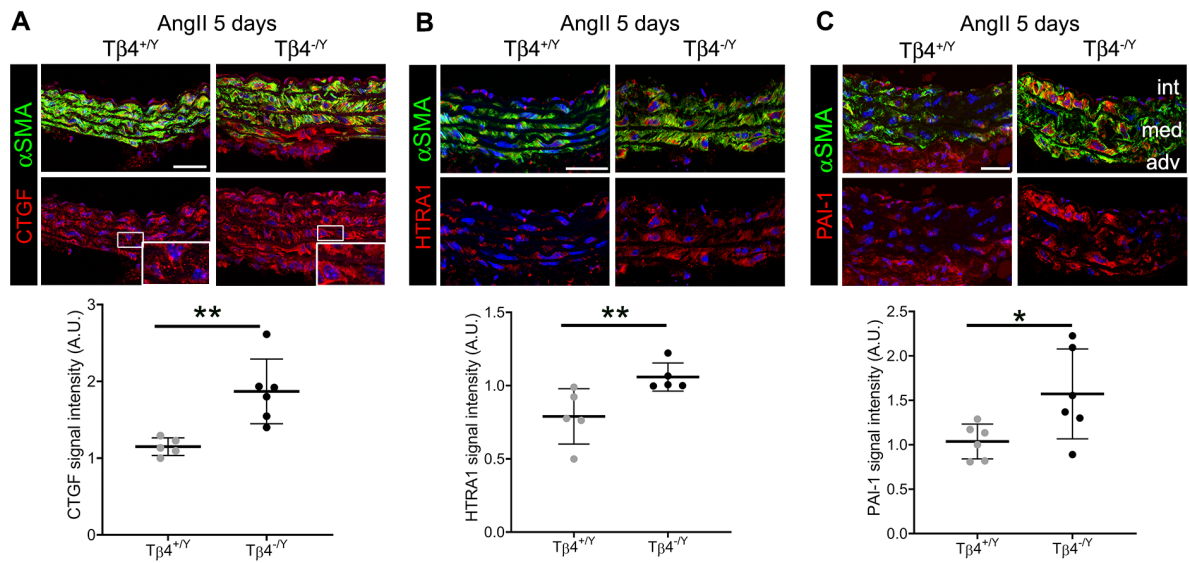 A
AngII 5 days
Tβ4+/Y
Tβ4-/Y
αSMA
CTGF
**
CTGF signal intensity (A.U.)
3
2
1
0
Tβ4+/Y
Tβ4-/Y
B
AngII 5 days
Tβ4+/Y
Tβ4-/Y
αSMA
HTRA1
**
HTRA1 signal intensity (A.U.)
1.5
1.0
0.5
0.0
Tβ4+/Y
Tβ4-/Y
C
AngII 5 days
Tβ4+/Y
Tβ4-/Y
αSMA
int
med
adv
PAI-1
*
PAI-1 signal intensity (A.U.)
2.5
2.0
1.5
1.0
0.5
0.0
Tβ4+/Y
Tβ4-/Y